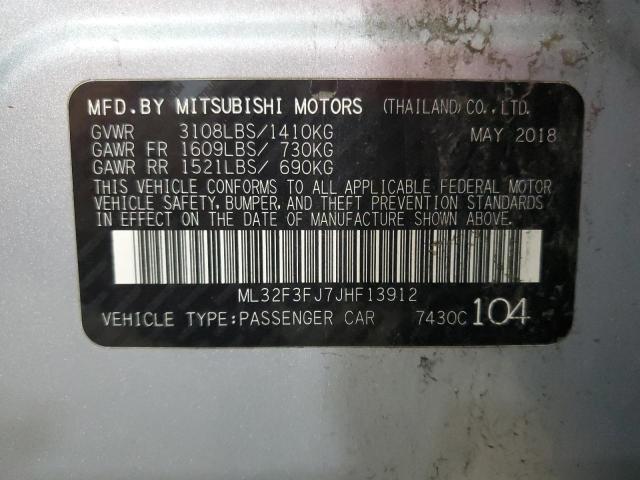 MFD.BY MITSUBISHI MOTORS (THAILAND)CO.,LTD.
GVWR 3108LBS/1410KG MAY 2018
GAWR FR 1609LBS/ 730KG
GAWR RR 1521LBS/ 690KG
THIS VEHICLE CONFORMS TO ALL APPLICABLE FEDERAL MOTOR
VEHICLE SAFETY, BUMPER, AND THEFT PREVENTION STANDARDS
IN EFFECT ON THE DATE OF MANUFACTURE SHOWN ABOVE.
ML32F3FJ7JHF13912
VEHICLE TYPE:PASSENGER CAR 7430C 104